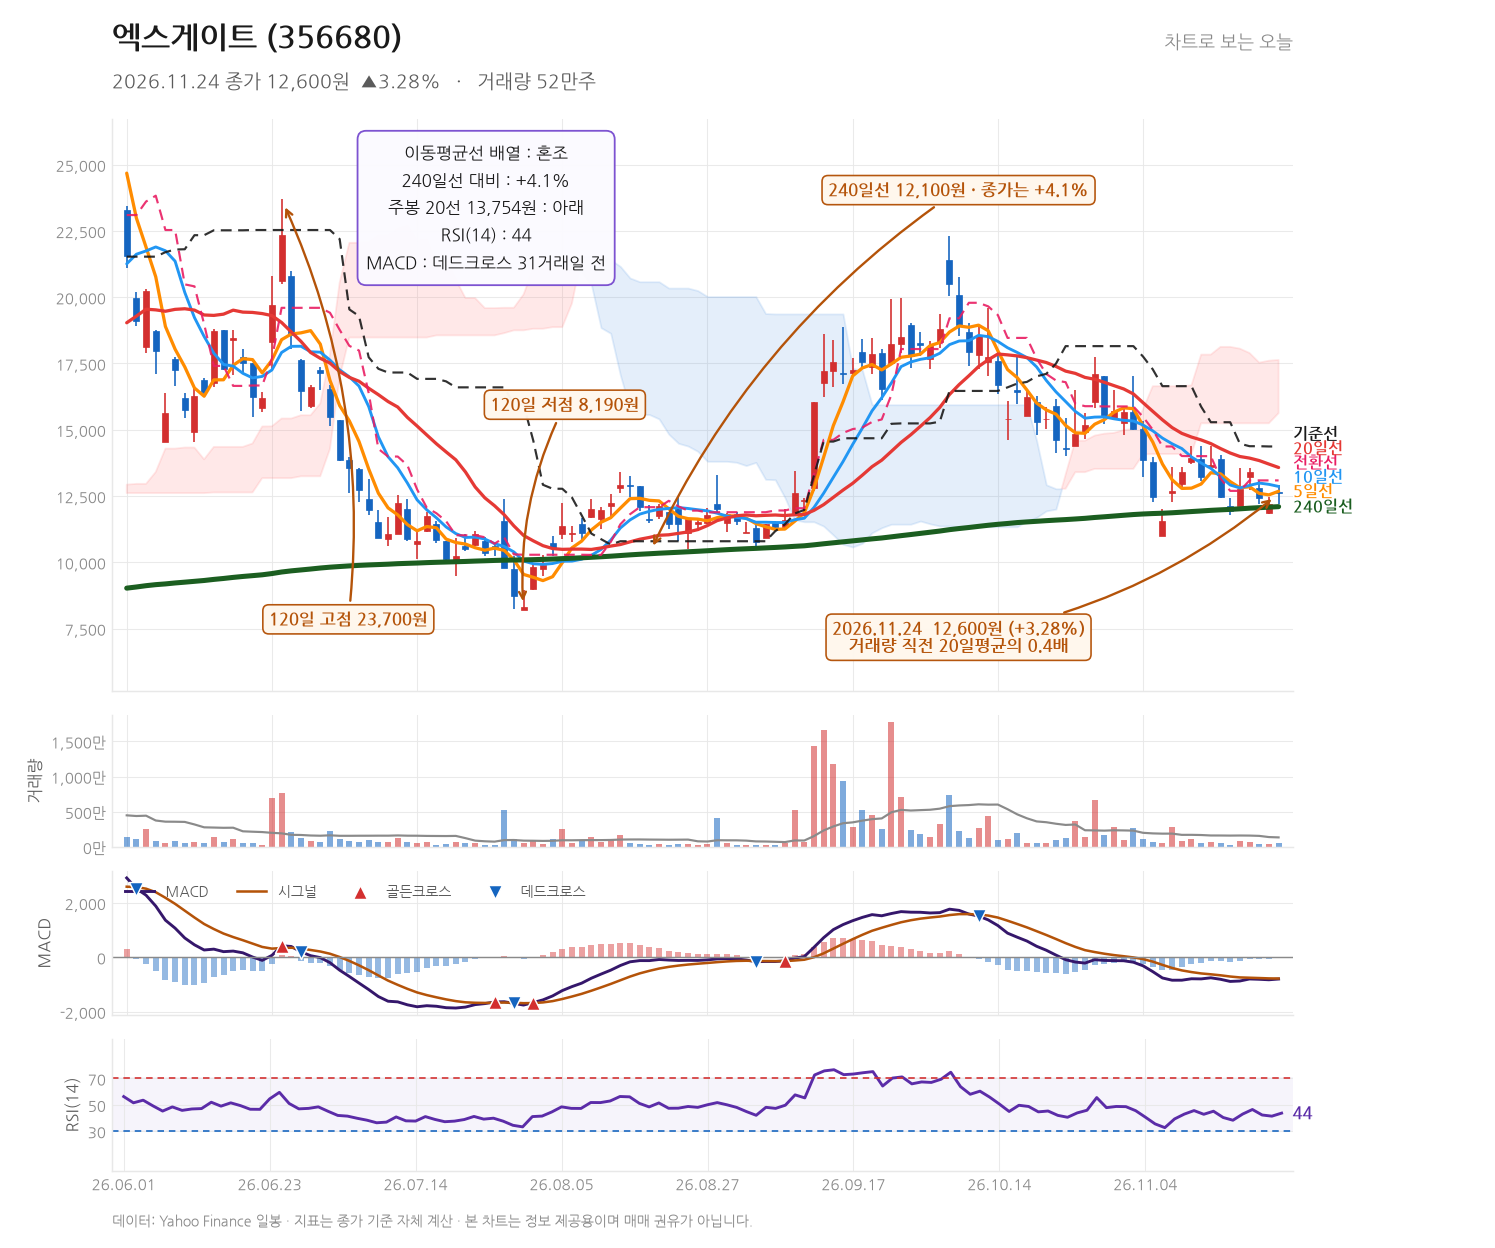 엑스게이트 (356680)
차트로 보는 오늘
2026.11.24 종가 12,600원 ▲3.28% · 거래량 52만주
이동평균선 배열 : 혼조
240일선 대비 : +4.1%
주봉 20선 13,754원 : 아래
RSI(14) : 44
MACD : 데드크로스 31거래일 전
240일선 12,100원 · 종가는 +4.1%
120일 저점 8,190원
120일 고점 23,700원
2026.11.24 12,600원 (+3.28%)
거래량 직전 20일평균의 0.4배
25,000
22,500
20,000
17,500
15,000
12,500
10,000
7,500
기준선
20일선
전환선
10일선
5일선
240일선
거래량
1,500만
1,000만
500만
0만
MACD
MACD 시그널 골든크로스 데드크로스
2,000
0
-2,000
RSI(14)
70
50
30
44
26.06.01 26.06.23 26.07.14 26.08.05 26.08.27 26.09.17 26.10.14 26.11.04
데이터: Yahoo Finance 일봉 · 지표는 종가 기준 자체 계산 · 본 차트는 정보 제공용이며 매매 권유가 아닙니다.